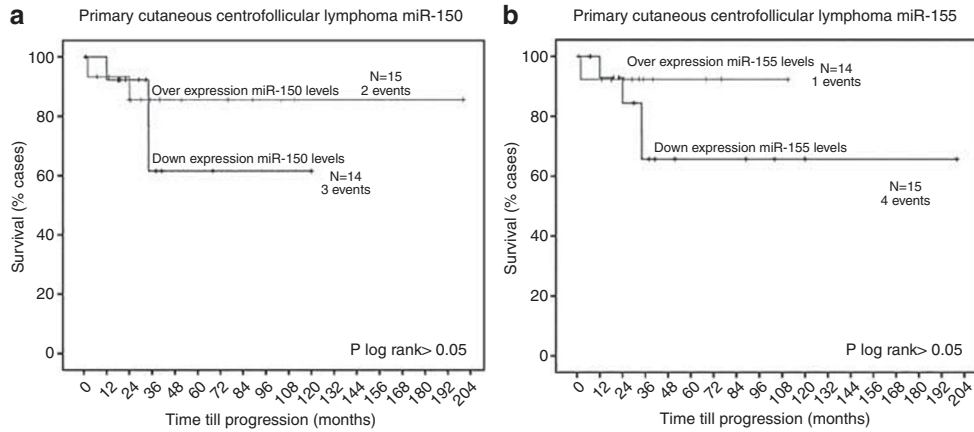 a
Primary cutaneous centrofollicular lymphoma miR-150
Survival (% cases)
100
80
60
60
40
20
0
Over expression miR-150 levels
N=15
2 events
Down expression miR-150 levels
N=14
3 events
P log rank> 0.05
0 12 24 36 48 60 72 84 96 108 120 132 144 156 168 180 192 204
Time till progression (months)
b
Primary cutaneous centrofollicular lymphoma miR-155
Survival (% cases)
100
80
60
60
40
20
0
Over expression miR-155 levels
N=14
1 events
Down expression miR-155 levels
N=15
4 events
P log rank> 0.05
0 12 24 36 48 60 72 84 96 108 120 132 144 156 168 180 192 204
Time till progression (months)